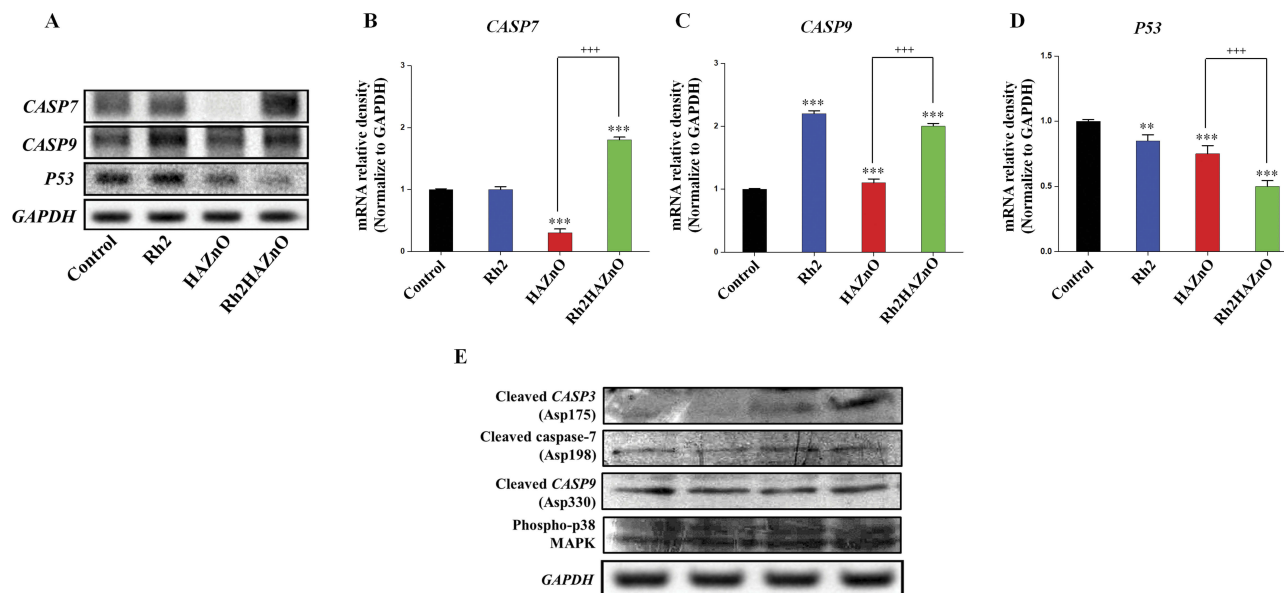 A
CASP7
CASP9
P53
GAPDH
Control
Rh2
HAZnO
Rh2HAZnO
B
CASP7
mRNA relative density
(Normalize to GAPDH)
3
2
1
0
+++
***
***
Control
Rh2
HAZnO
Rh2HAZnO
C
CASP9
mRNA relative density
(Normalize to GAPDH)
3
2
1
0
+++
***
***
***
Control
Rh2
HAZnO
Rh2HAZnO
D
P53
mRNA relative density
(Normalize to GAPDH)
1.5
1.0
0.5
0.0
+++
**
***
***
Control
Rh2
HAZnO
Rh2HAZnO
E
Cleaved CASP3
(Asp175)
Cleaved caspase-7
(Asp198)
Cleaved CASP9
(Asp330)
Phospho-p38
MAPK
GAPDH